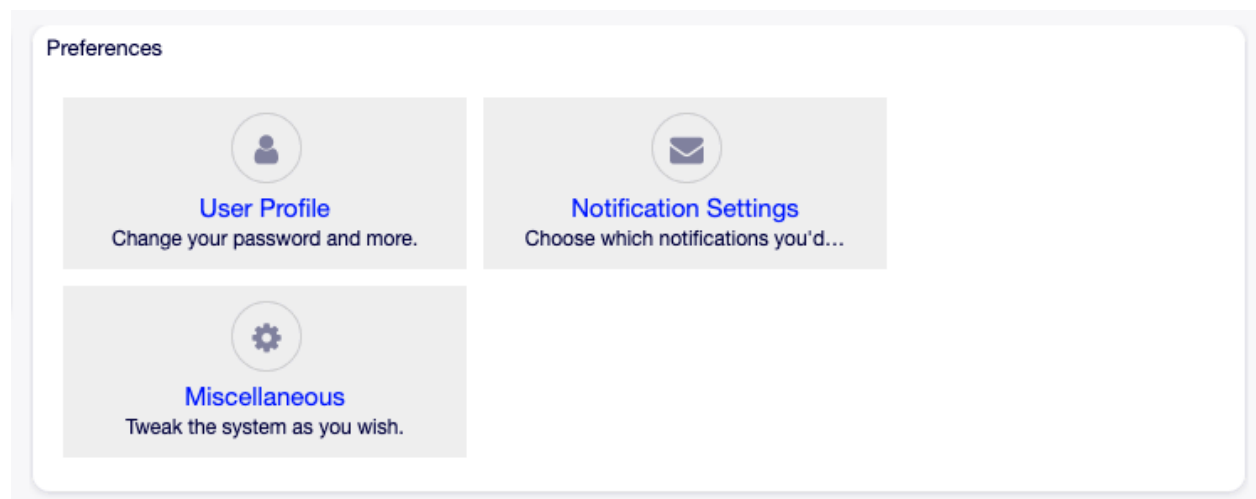 Preferences
User Profile
Change your password and more.
Notification Settings
Choose which notifications you'd…
Miscellaneous
Tweak the system as you wish.